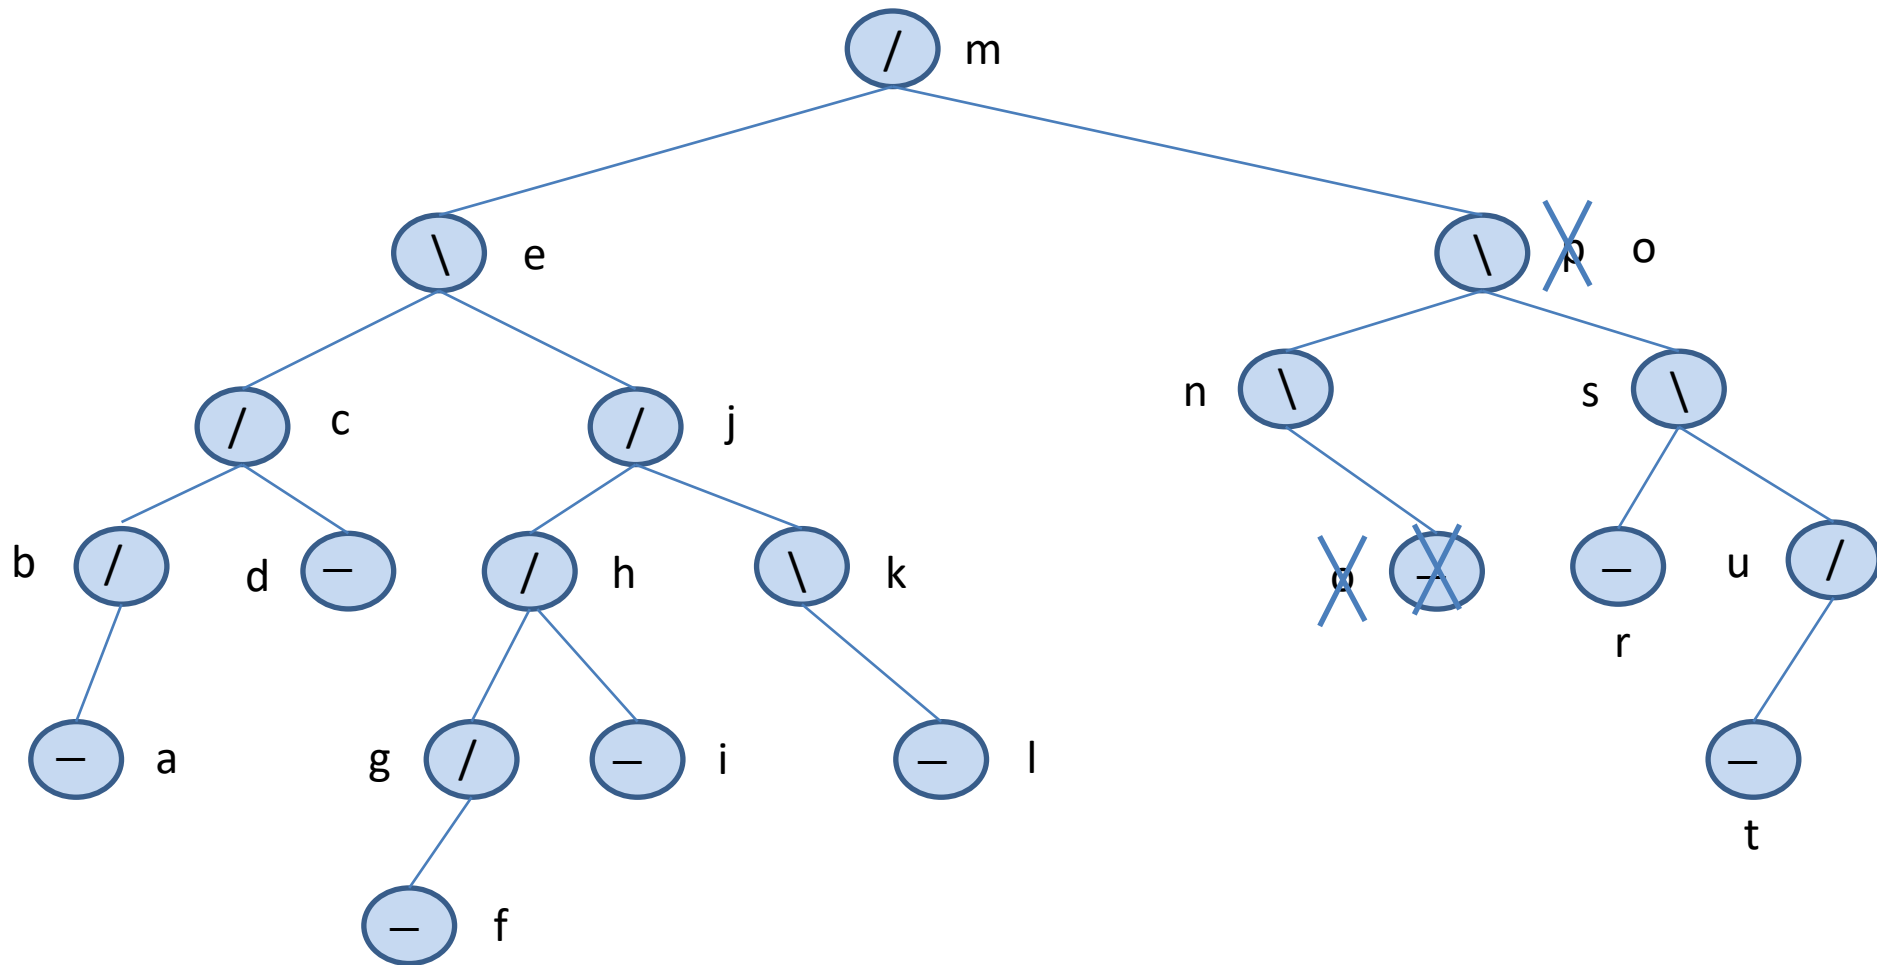 / m
\ e \ p o
/ c / j n \ s \
b / d – / h \ k o – – u /
r
– a g / – i – l –
t
– f